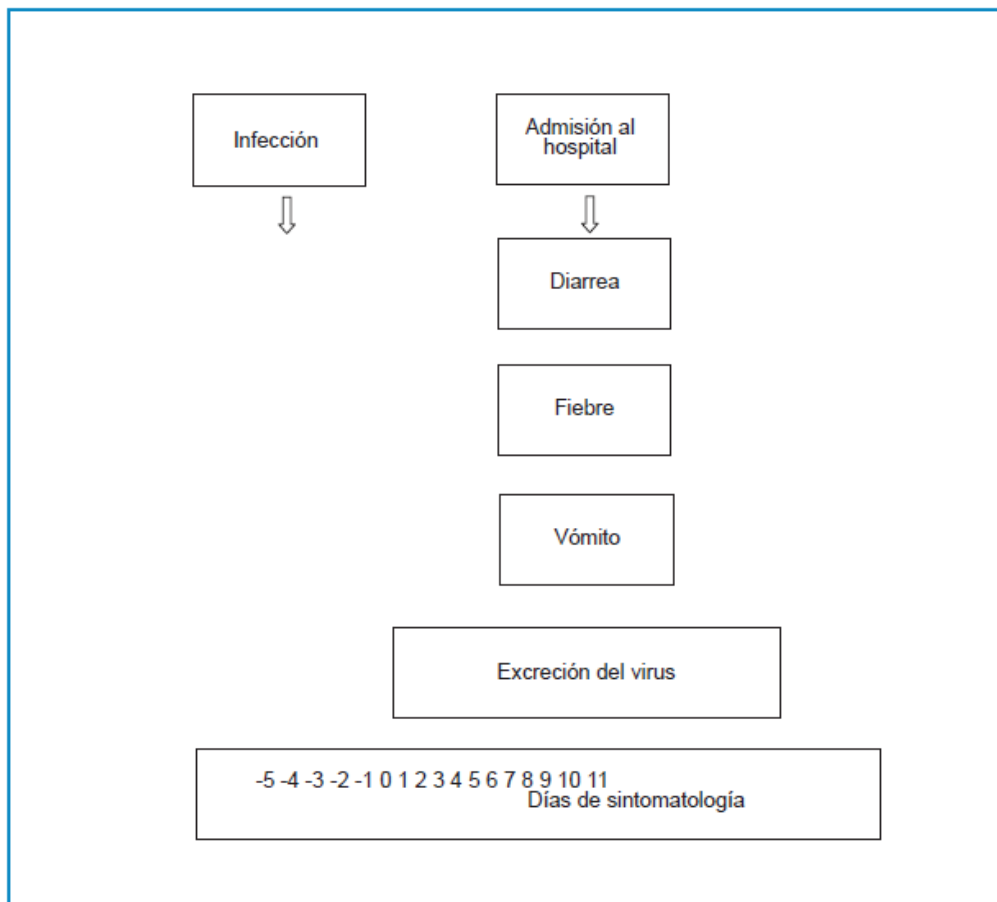 Infección
Admisión al
hospital
Diarrea
Fiebre
Vómito
Excreción del virus
-5 -4 -3 -2 -1 0 1 2 3 4 5 6 7 8 9 10 11
Días de sintomatología